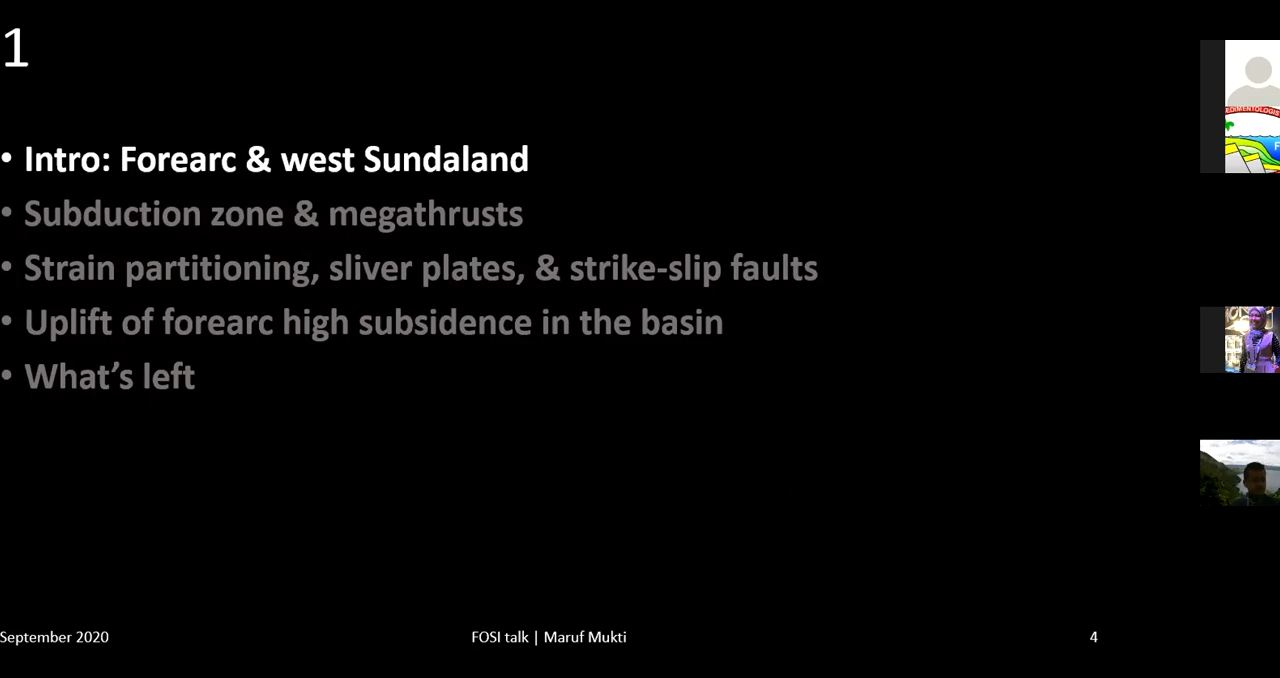 1
• Intro: Forearc & west Sundaland
• Subduction zone & megathrusts
• Strain partitioning, sliver plates, & strike-slip faults
• Uplift of forearc high subsidence in the basin
• What’s left
September 2020
FOSI talk | Maruf Mukti
4